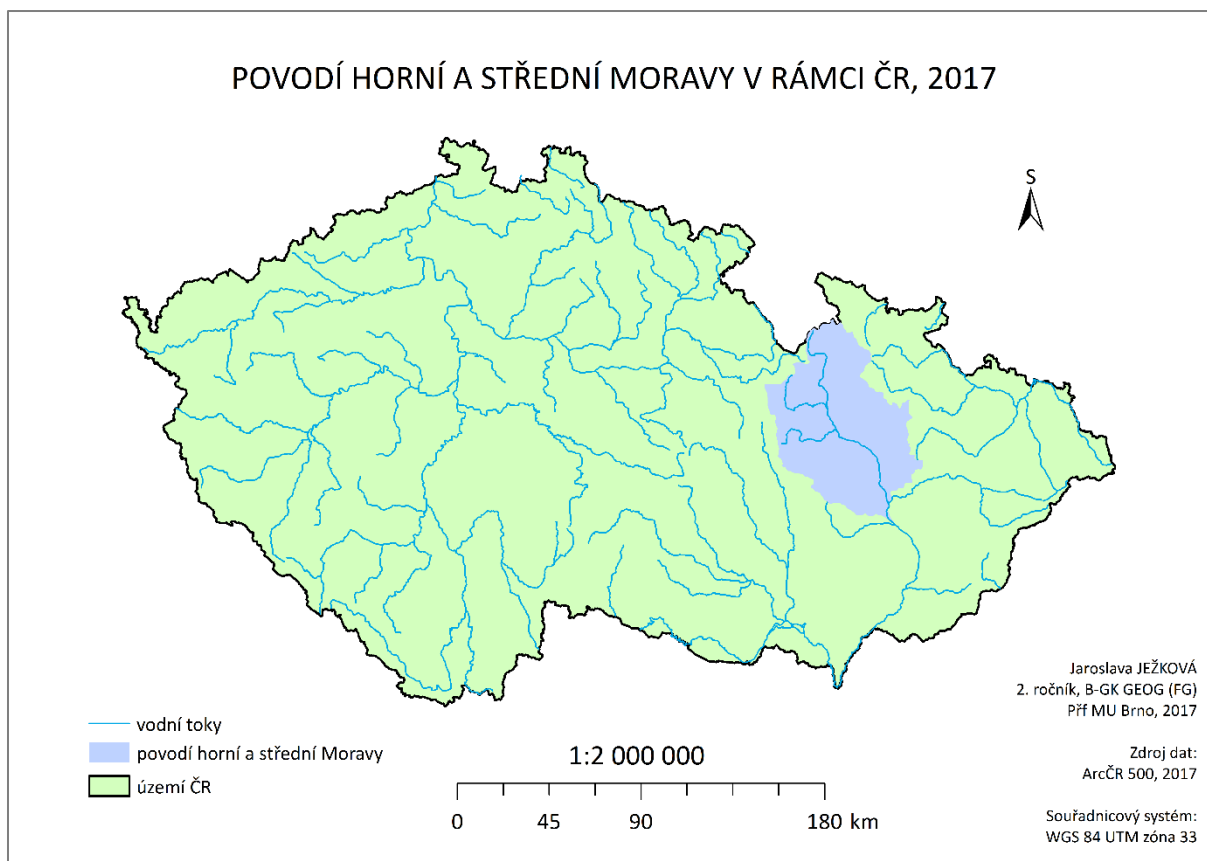 POVODÍ HORNÍ A STŘEDNÍ MORAVY V RÁMCI ČR, 2017
S
Jaroslava JEŽKOVÁ
2. ročník, B-GK GEOG (FG)
Přf MU Brno, 2017
vodní toky
povodí horní a střední Moravy
území ČR
1:2 000 000
0 45 90 180 km
Zdroj dat:
ArcČR 500, 2017
Souřadnicový systém:
WGS 84 UTM zóna 33